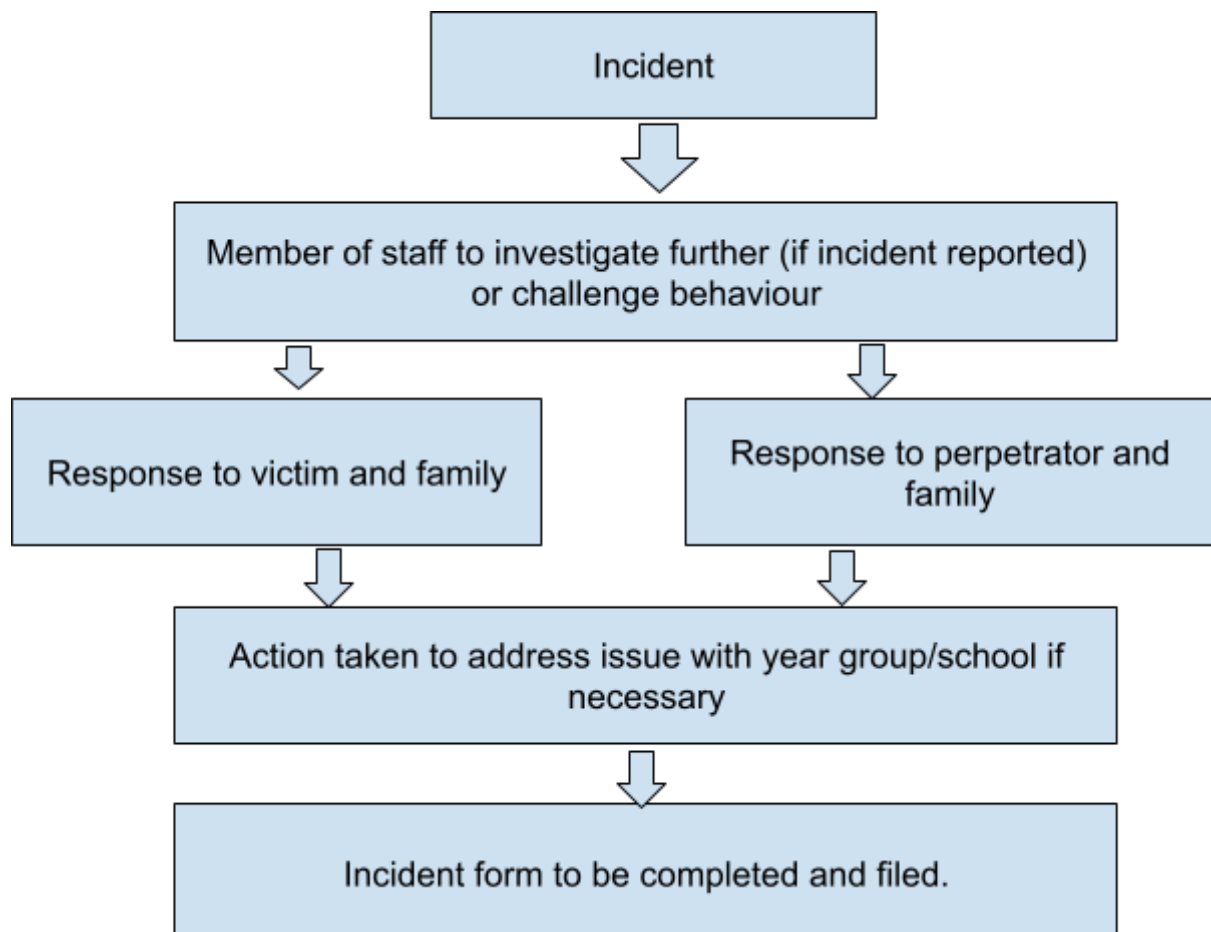 Incident
Member of staff to investigate further (if incident reported)
or challenge behaviour
Response to victim and family
Response to perpetrator and
family
Action taken to address issue with year group/school if
necessary
Incident form to be completed and filed.